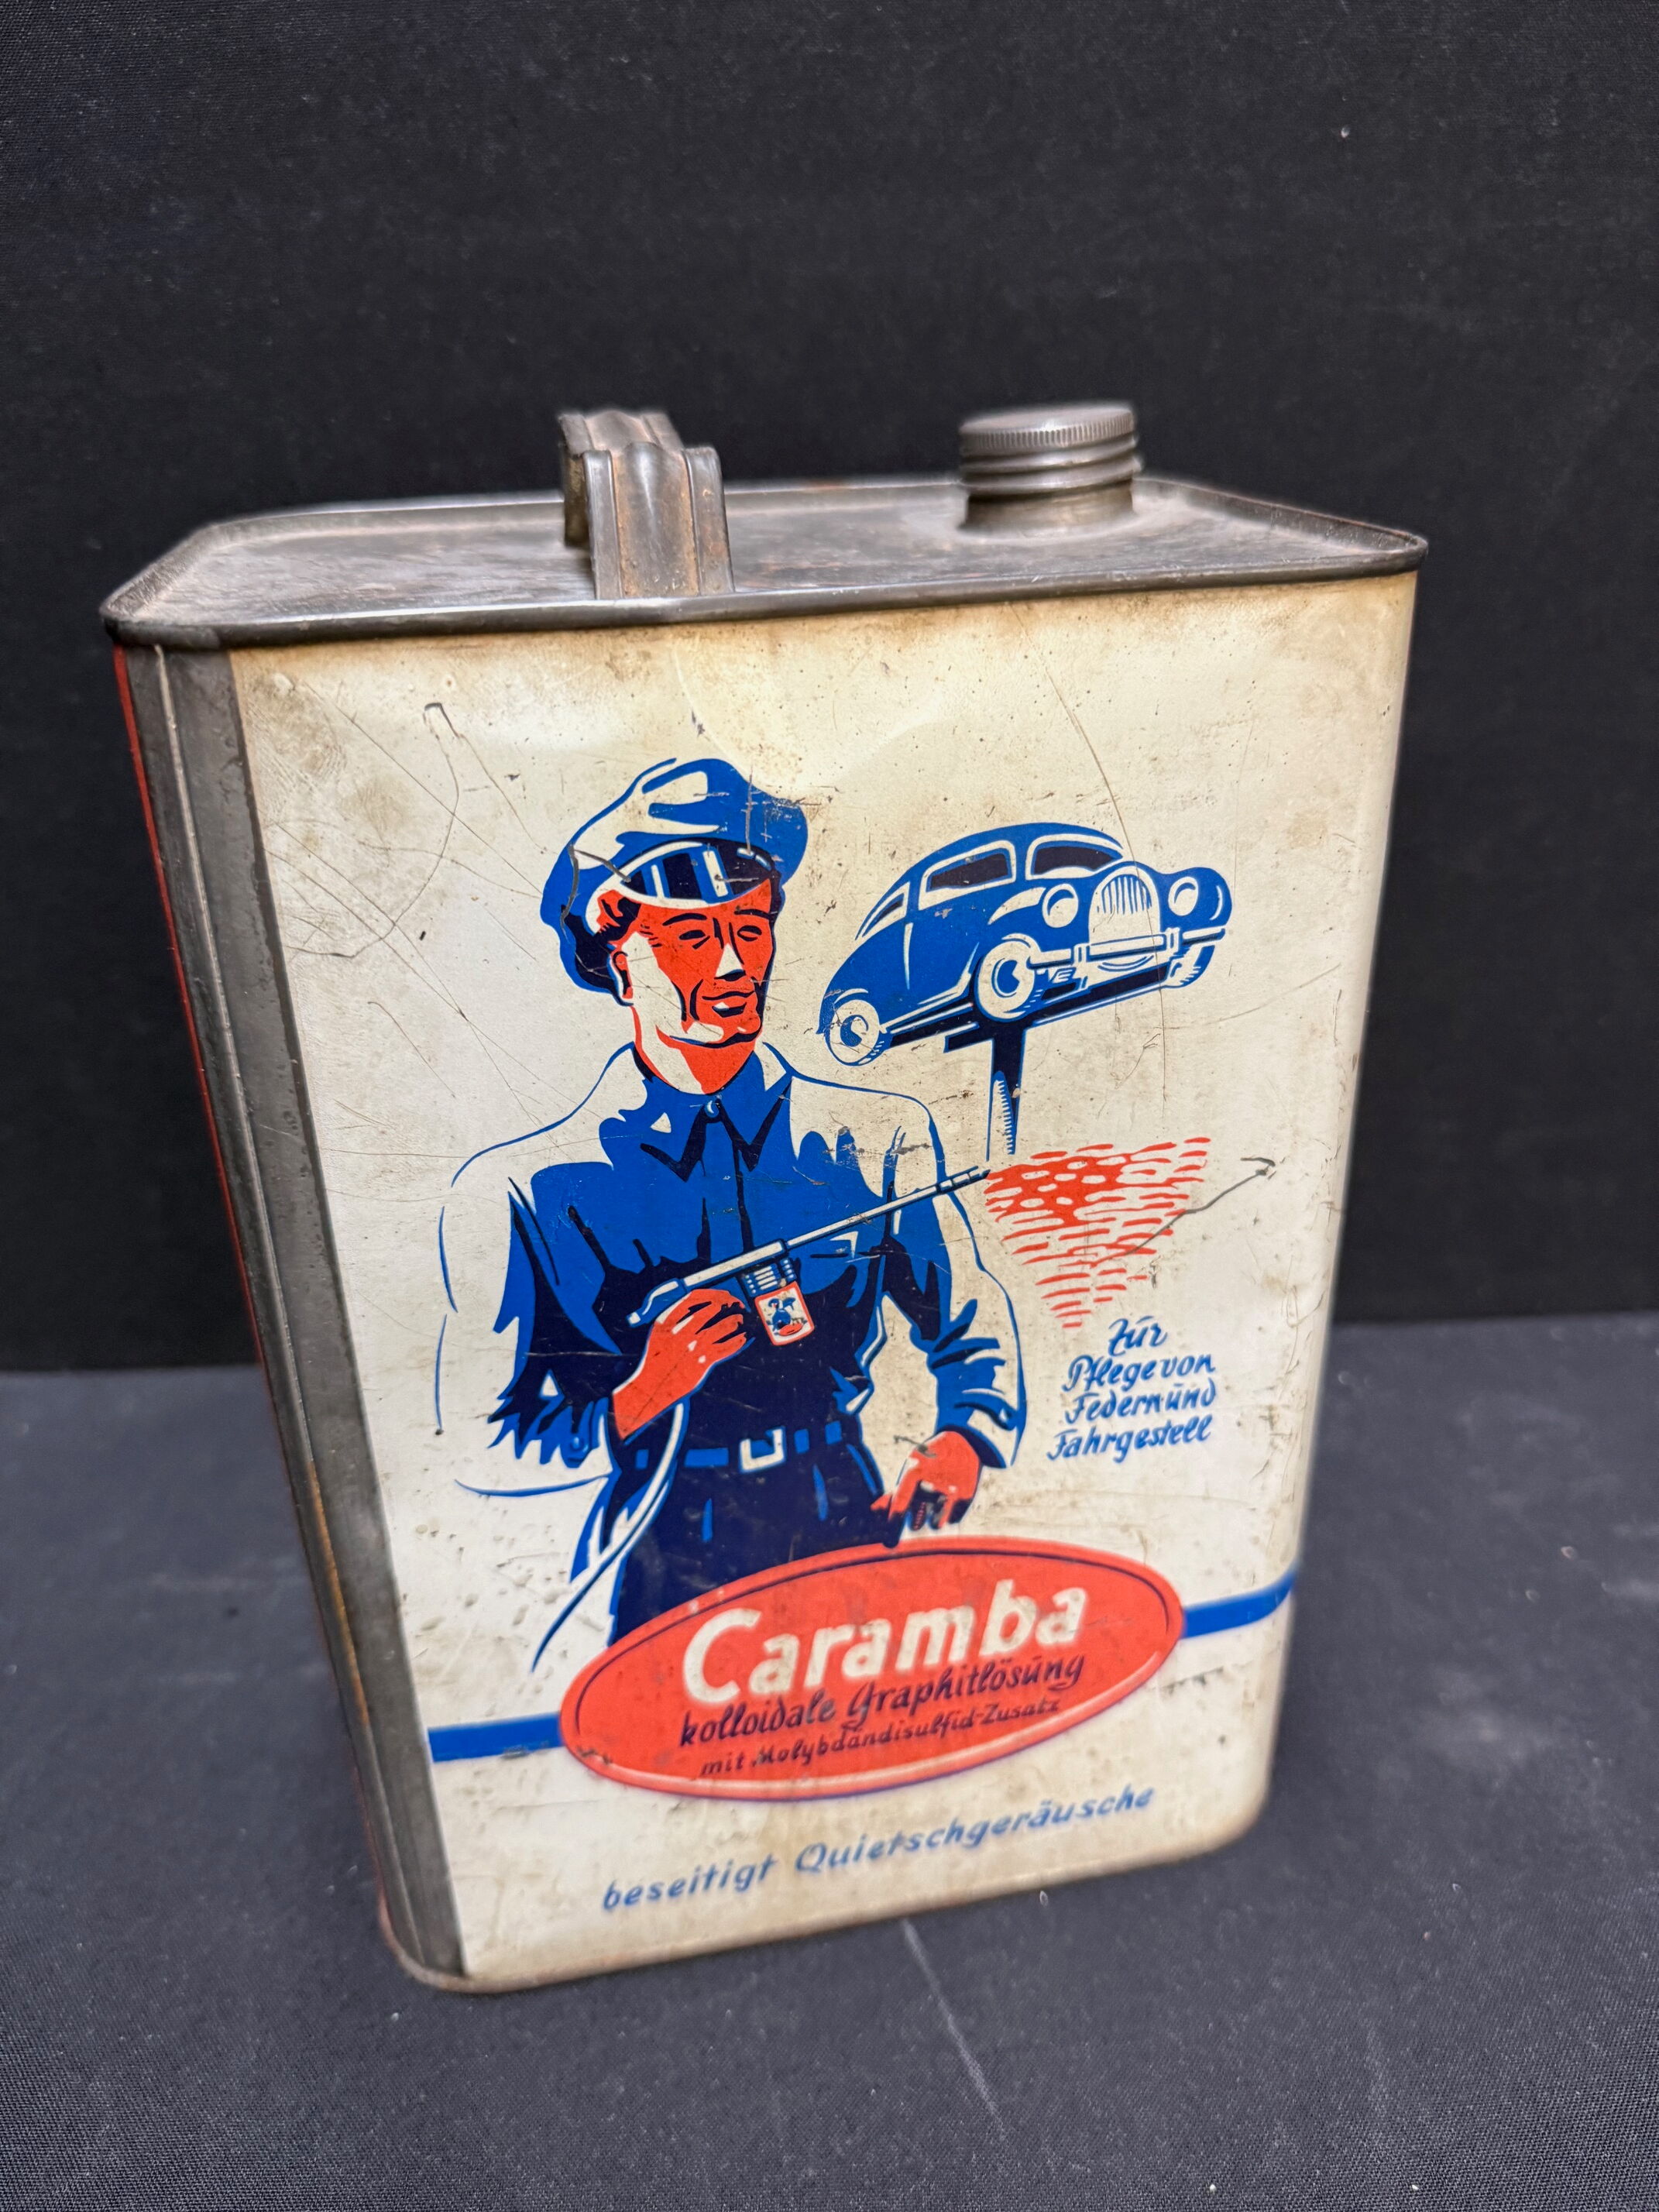 Zur
Pflege von
Federn und
Fahrgestell
Caramba
kolloidale Graphitlösung
mit Molybdändisulfid-Zusatz
beseitigt Quietschgeräusche